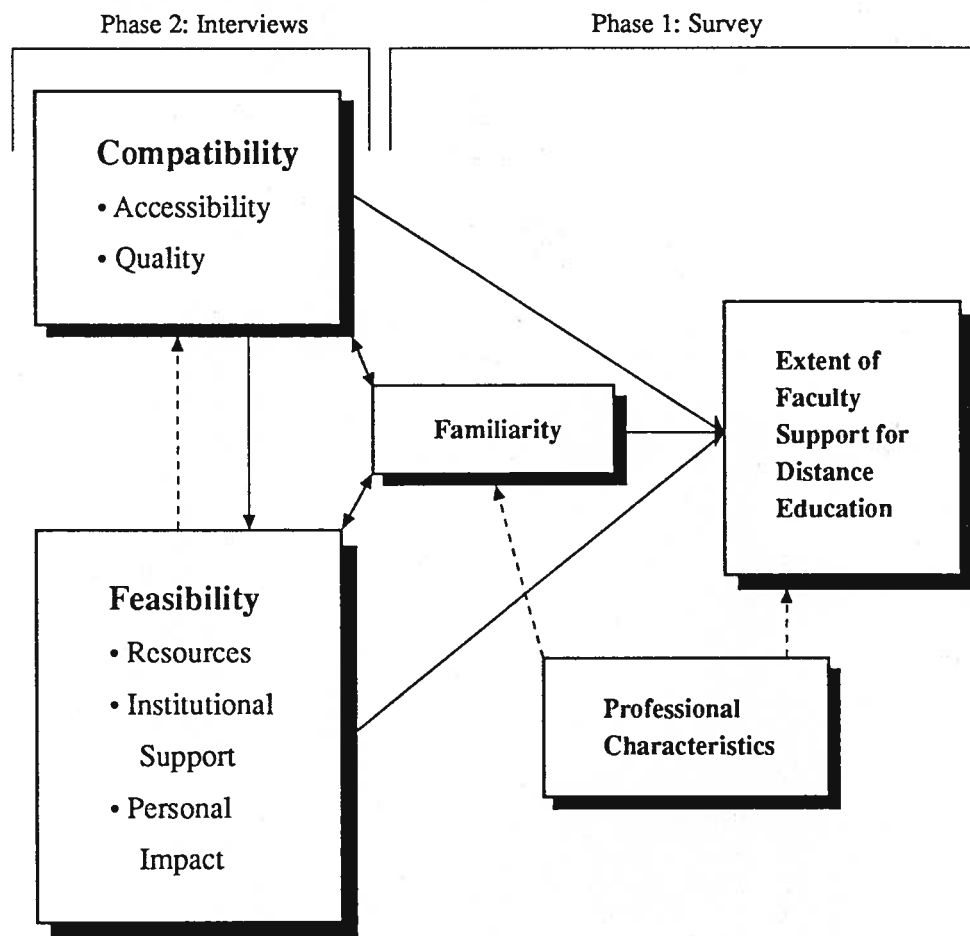 Phase 2: Interviews
Phase 1: Survey
Compatibility
• Accessibility
• Quality
Familiarity
Extent of
Faculty
Support for
Distance
Education
Feasibility
• Resources
• Institutional
Support
• Personal
Impact
Professional
Characteristics